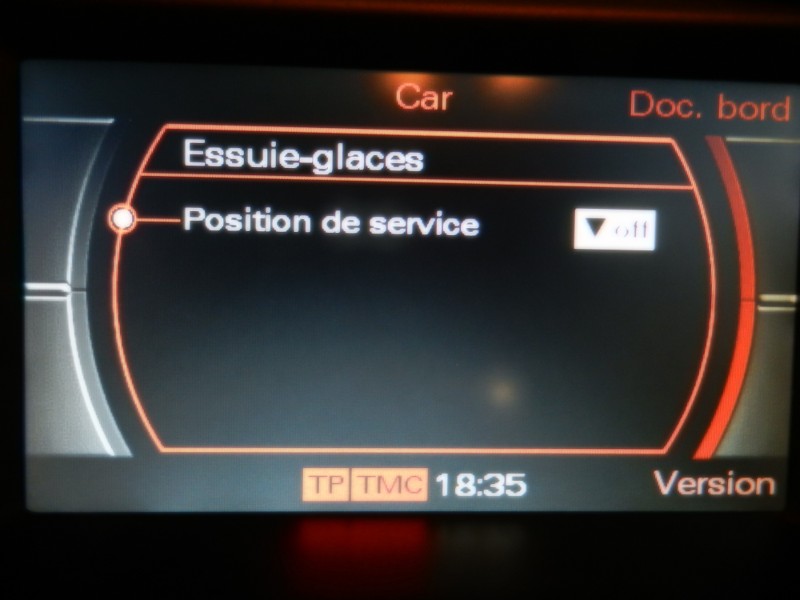 Car
Doc. bord
Essuie-glaces
Position de service
off
TP TMC 18:35
Version